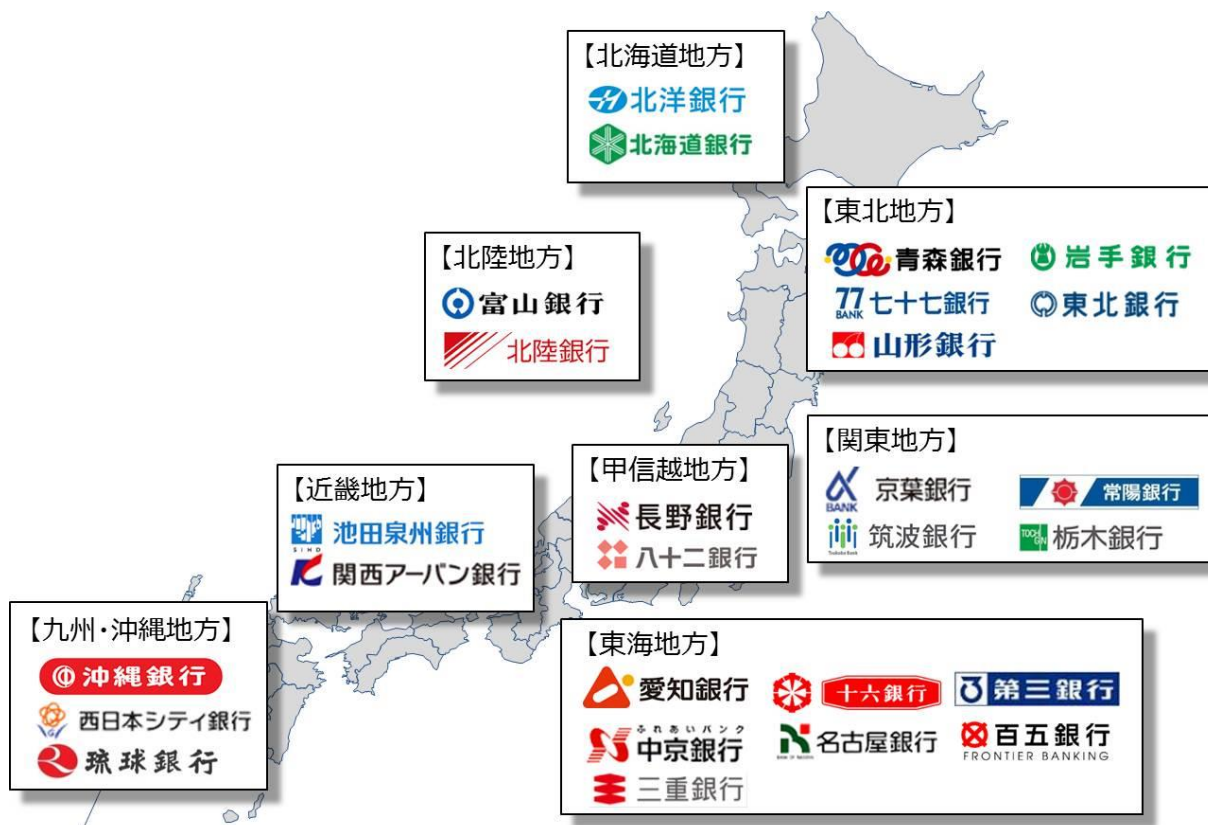 【北海道地方】
北洋銀行
北海道銀行
【東北地方】
青森銀行
岩手銀行
77 BANK 七十七銀行
東北銀行
山形銀行
【北陸地方】
富山銀行
北陸銀行
【関東地方】
α BANK 京葉銀行
常陽銀行
Tsukuba Bank 筑波銀行
TOCHGIN 栃木銀行
【甲信越地方】
長野銀行
八十二銀行
【近畿地方】
SIHD 池田泉州銀行
関西アーバン銀行
【九州・沖縄地方】
沖縄銀行
西日本シティ銀行
琉球銀行
【東海地方】
愛知銀行
十六銀行
第三銀行
ふれあいバンク
中京銀行
名古屋銀行
百五銀行
FRONTIER BANKING
三重銀行